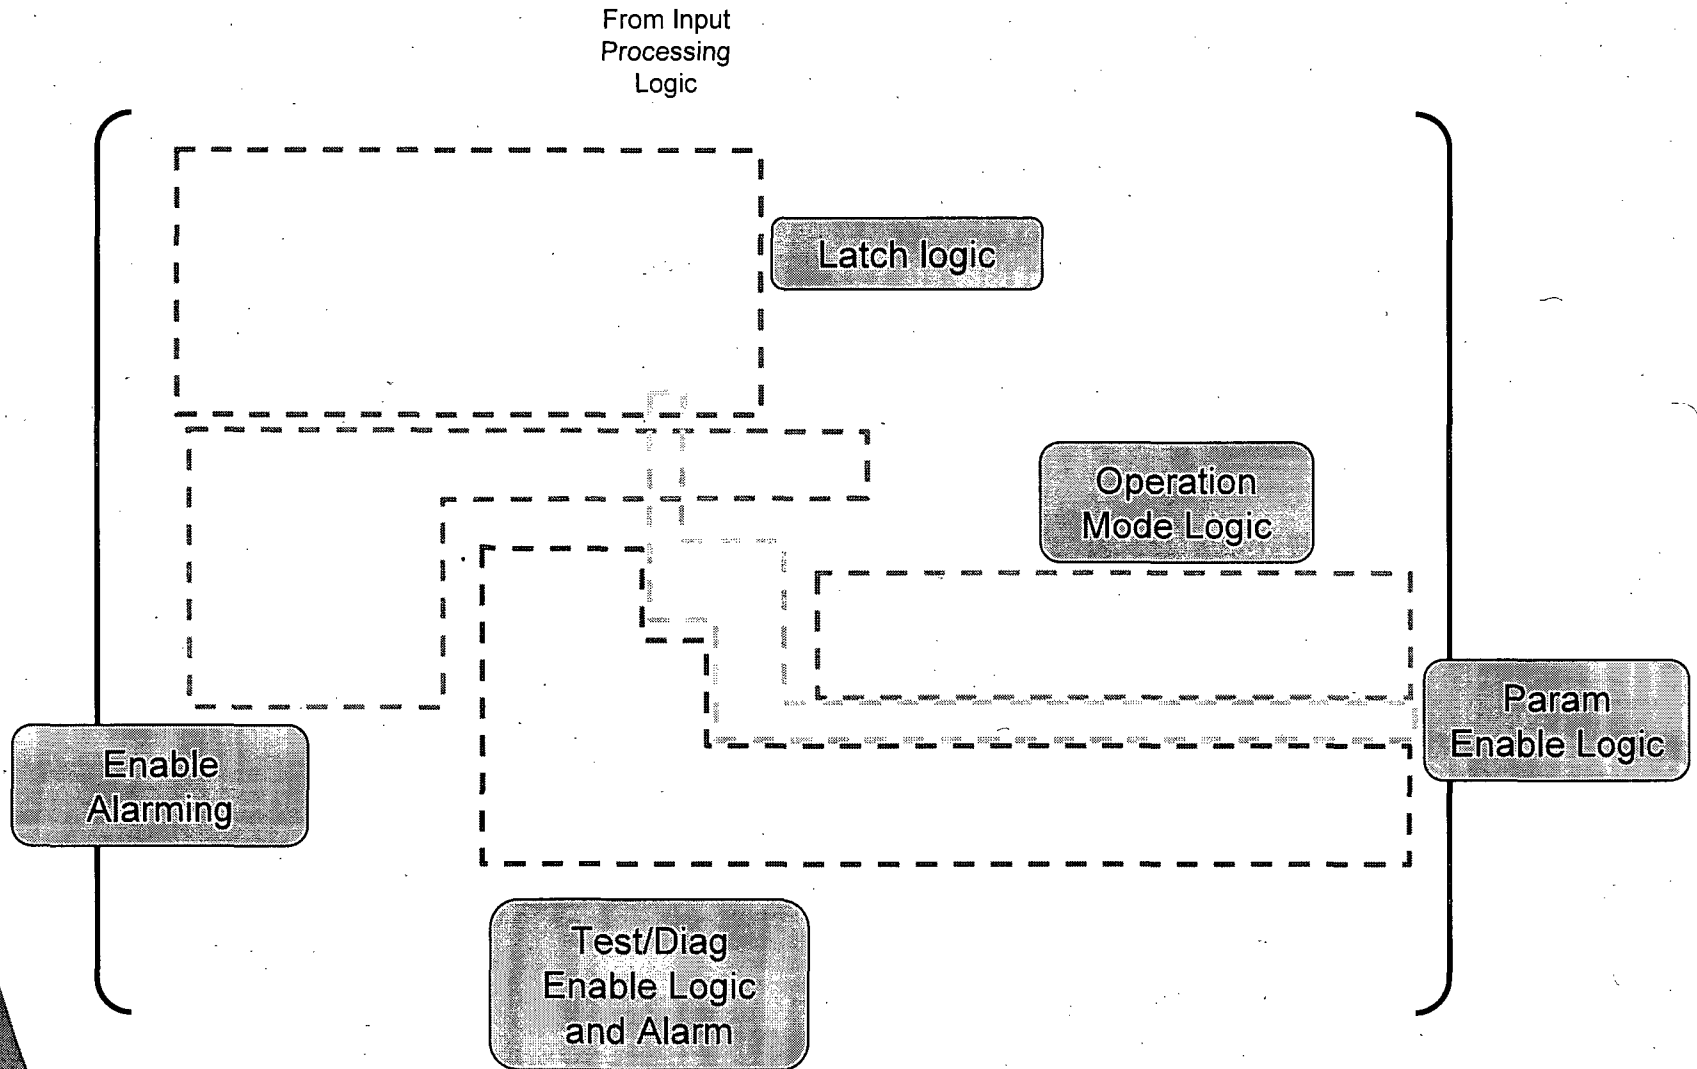 From Input
Processing
Logic
Latch logic
Operation
Mode Logic
Param
Enable Logic
Enable
Alarming
Test/Diag
Enable Logic
and Alarm